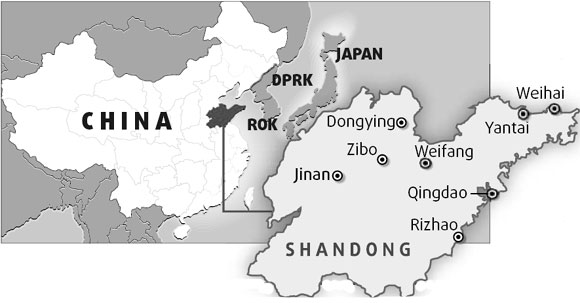 JAPAN
DPRK
CHINA
ROK
Weihai
Dongying
Yantai
Zibo
Weifang
Jinan
Qingdao
Rizhao
SHANDONG